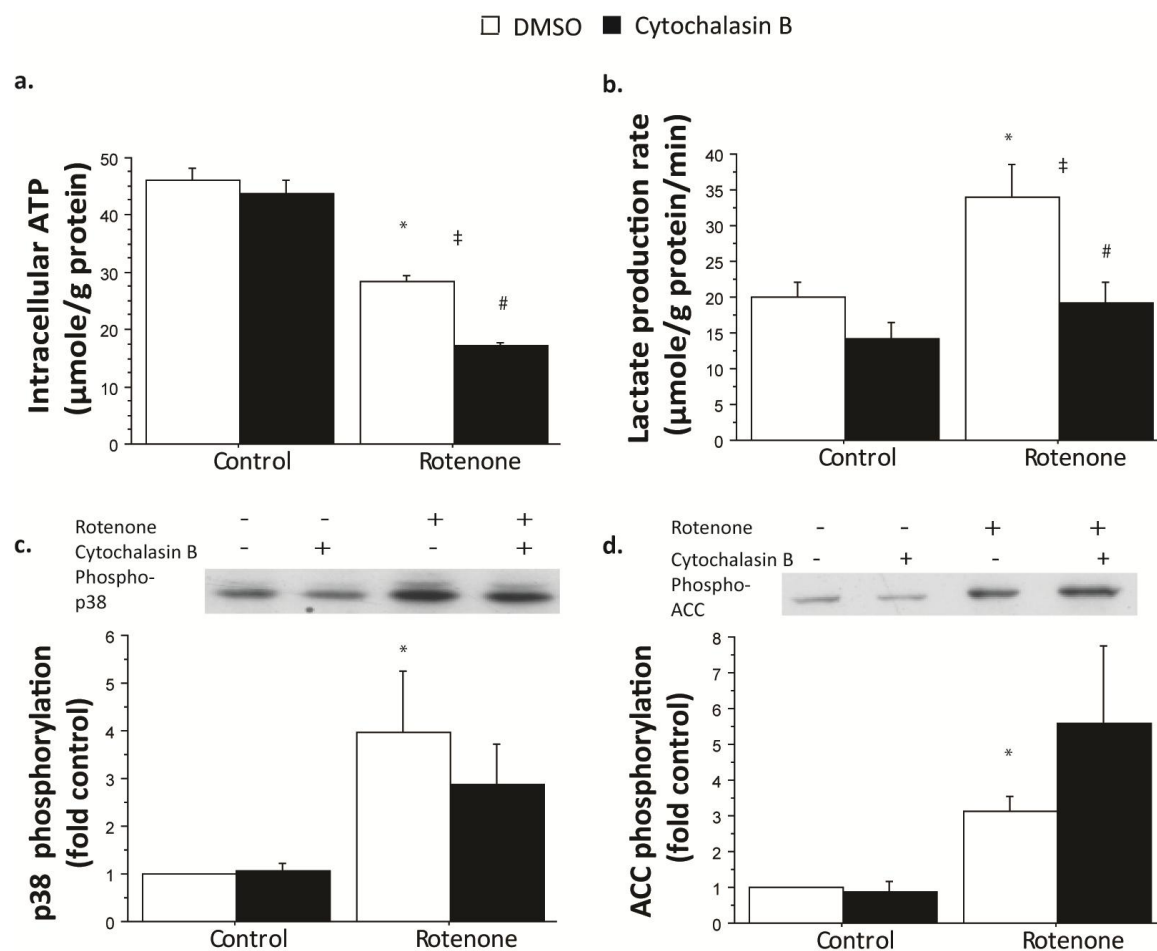 DMSO Cytochalasin B
a.
Intracellular ATP
(µmole/g protein)
50
40
30
20
10
0
*
‡
#
Control Rotenone
b.
Lactate production rate
(µmole/g protein/min)
40
35
30
25
20
15
10
5
0
*
‡
#
Control Rotenone
c.
Rotenone - - + +
Cytochalasin B - + - +
Phospho-
p38
p38 phosphorylation
(fold control)
6
5
4
3
2
1
0
*
Control Rotenone
d.
Rotenone - - + +
Cytochalasin B - + - +
Phospho-
ACC
ACC phosphorylation
(fold control)
8
7
6
5
4
3
2
1
0
*
Control Rotenone